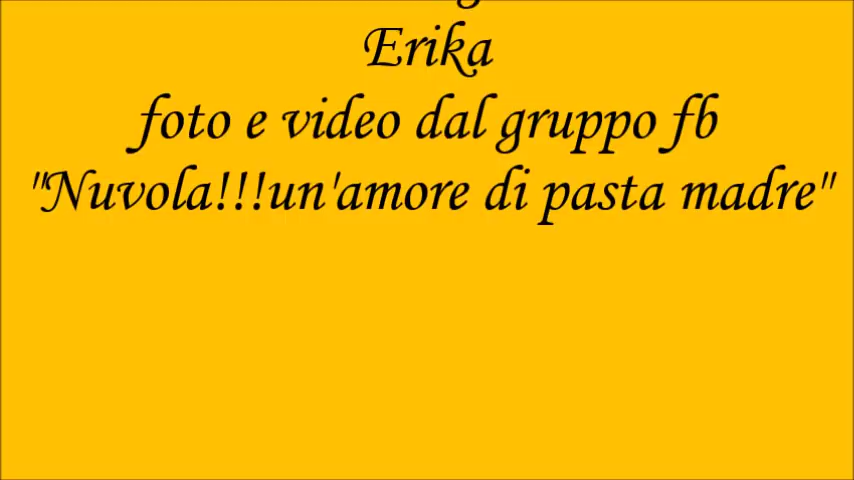 Erika
foto e video dal gruppo fb
"Nuvola!!!un'amore di pasta madre"